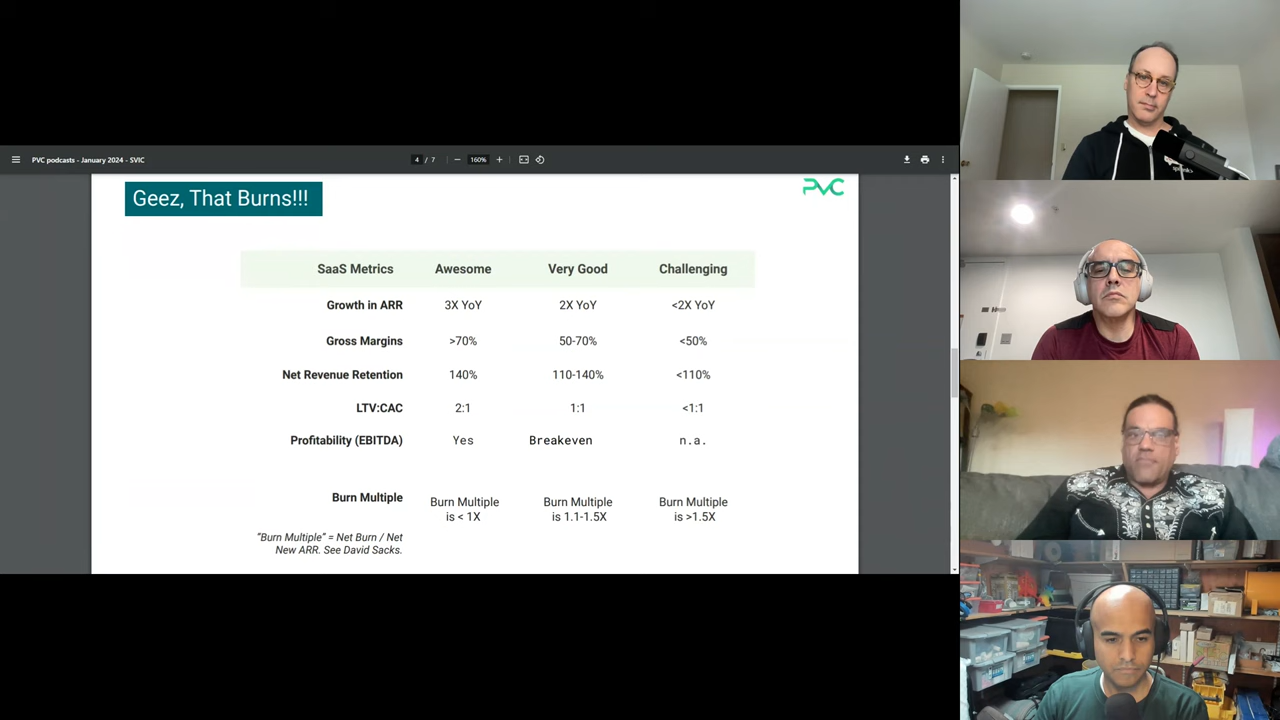 PVC podcasts - January 2024 - SVIC
4 / 7
160%
Geez, That Burns!!!
PVC
SaaS Metrics Awesome Very Good Challenging
Growth in ARR 3X YoY 2X YoY <2X YoY
Gross Margins >70% 50-70% <50%
Net Revenue Retention 140% 110-140% <110%
LTV:CAC 2:1 1:1 <1:1
Profitability (EBITDA) Yes Breakeven n.a.
Burn Multiple
Burn Multiple
is < 1X
Burn Multiple
is 1.1-1.5X
Burn Multiple
is >1.5X
"Burn Multiple" = Net Burn / Net
New ARR. See David Sacks.
splunk>